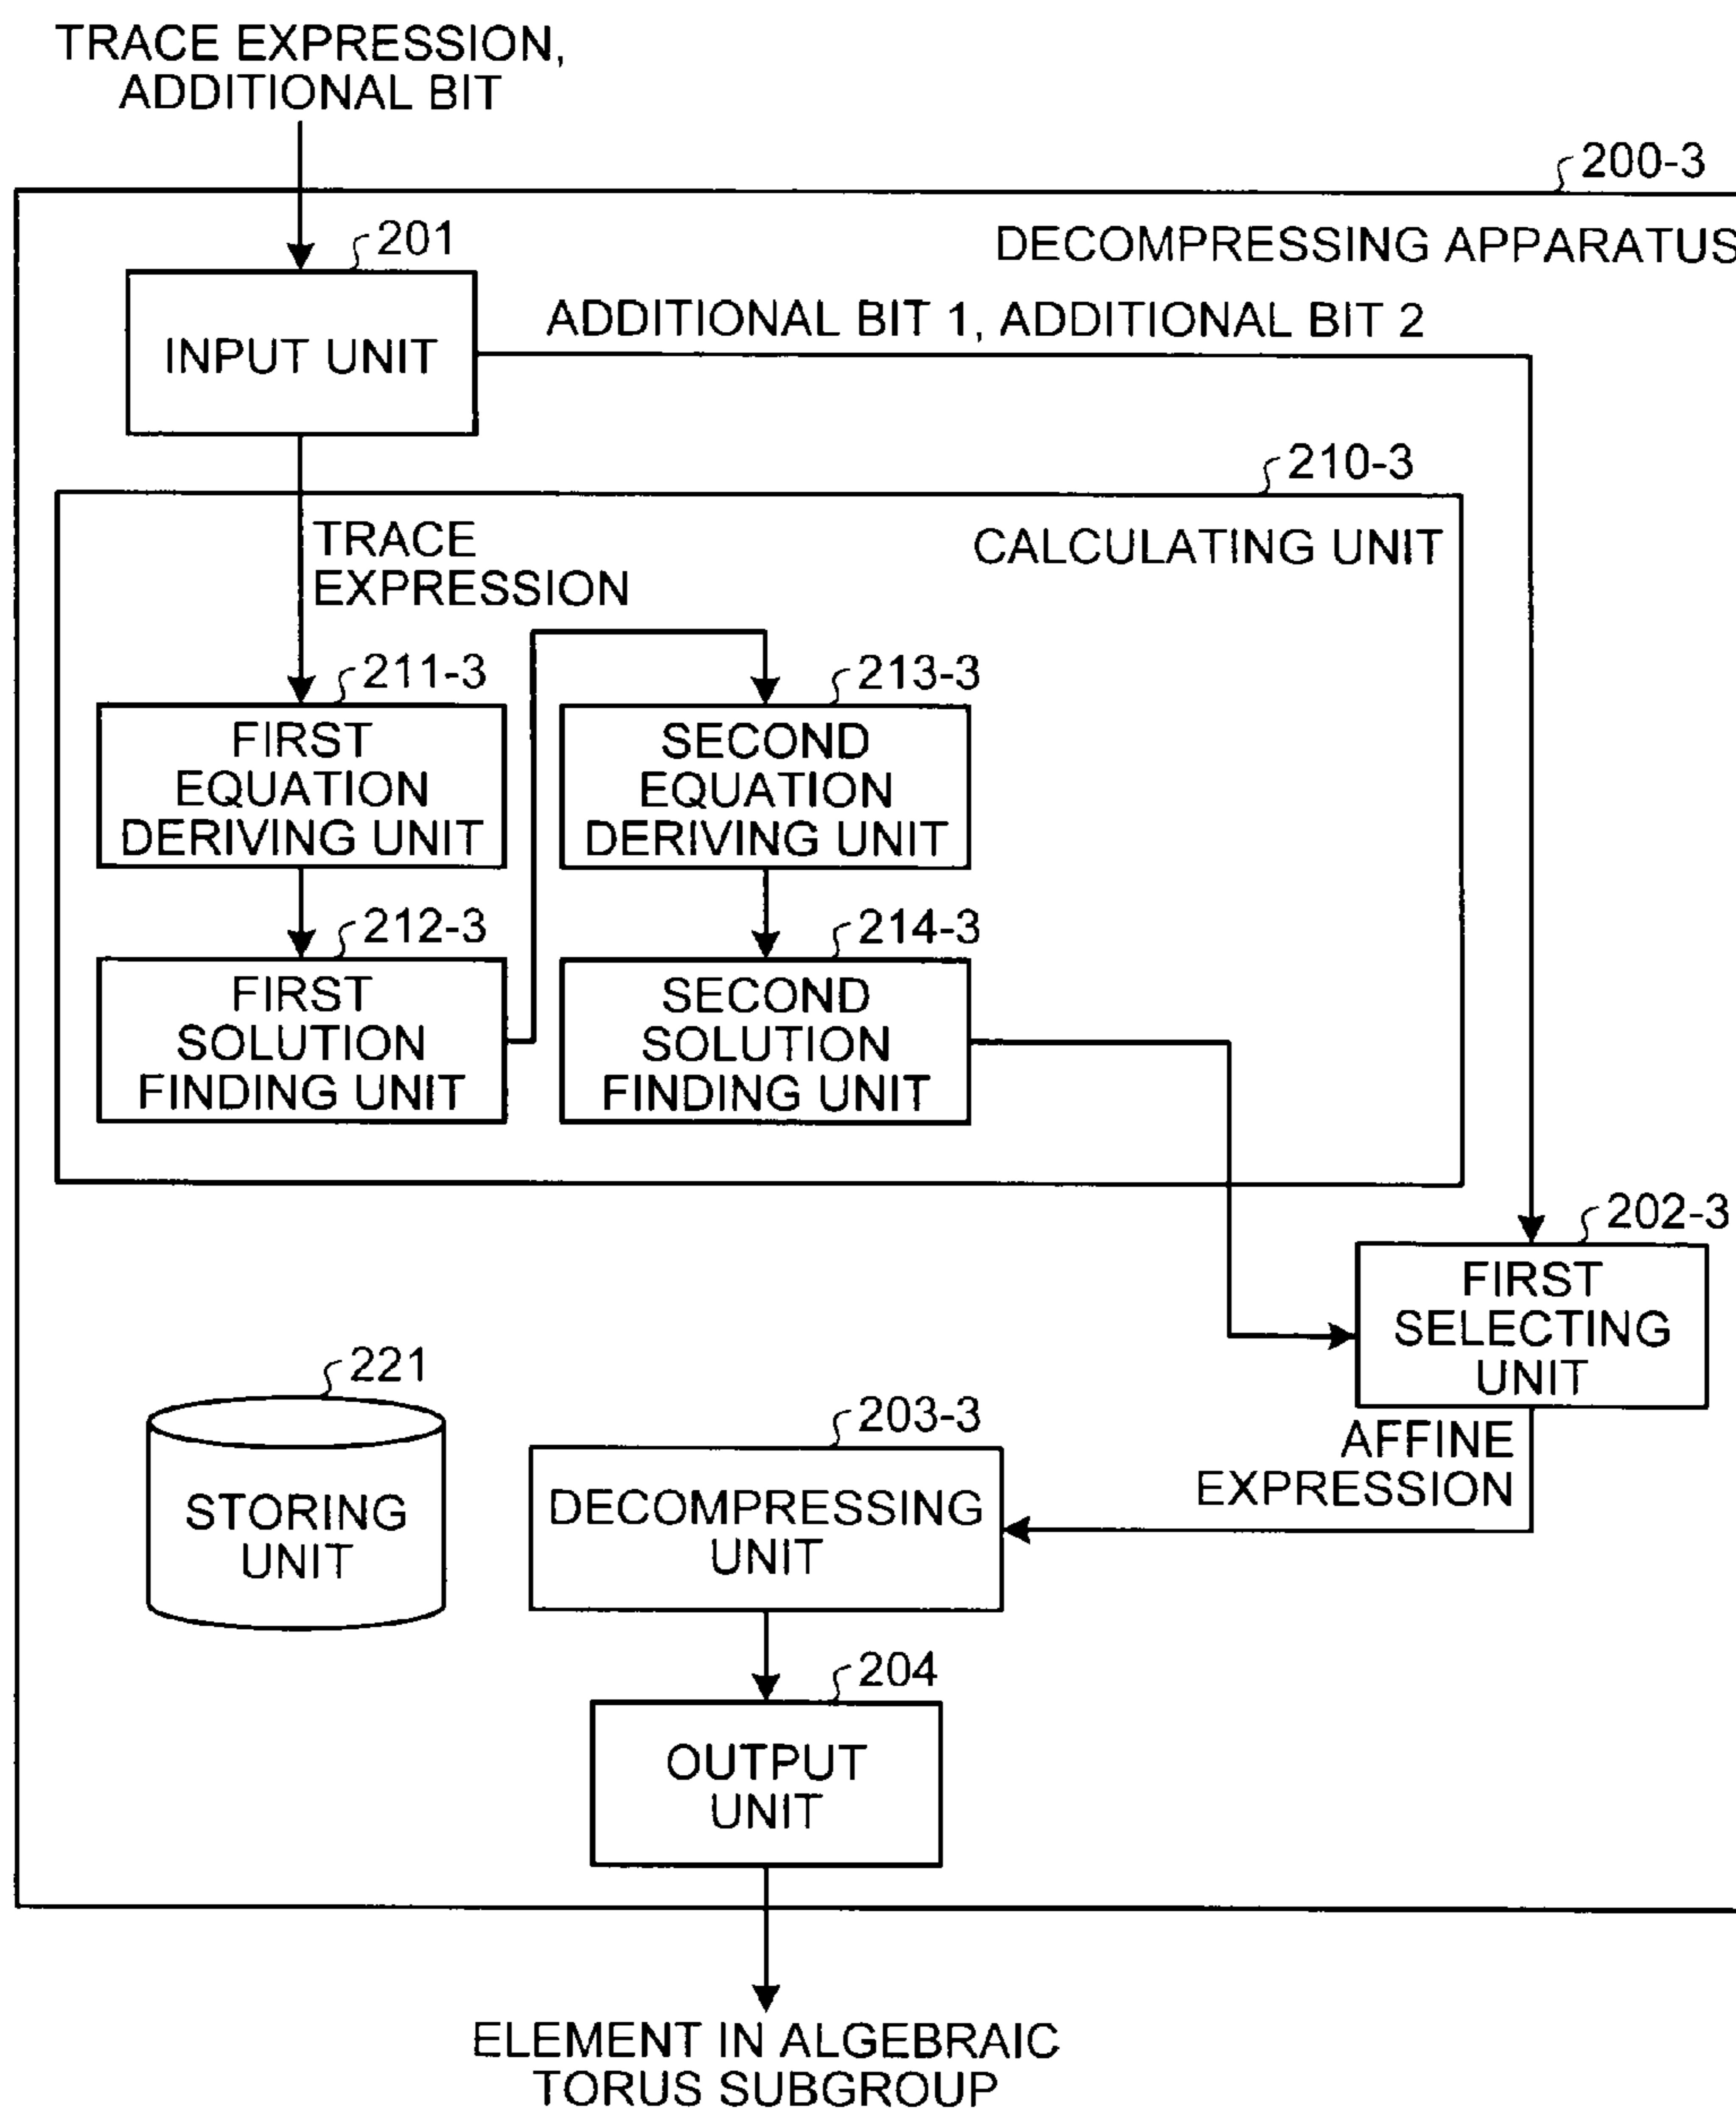 TRACE EXPRESSION,
ADDITIONAL BIT
200-3
DECOMPRESSING APPARATUS
201
INPUT UNIT
ADDITIONAL BIT 1, ADDITIONAL BIT 2
210-3
CALCULATING UNIT
TRACE
EXPRESSION
211-3
FIRST
EQUATION
DERIVING UNIT
213-3
SECOND
EQUATION
DERIVING UNIT
212-3
FIRST
SOLUTION
FINDING UNIT
214-3
SECOND
SOLUTION
FINDING UNIT
202-3
FIRST
SELECTING
UNIT
221
STORING
UNIT
203-3
DECOMPRESSING
UNIT
AFFINE
EXPRESSION
204
OUTPUT
UNIT
ELEMENT IN ALGEBRAIC
TORUS SUBGROUP